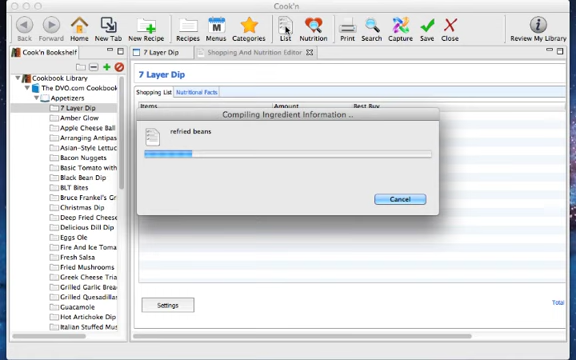 Cook'n
Back
Forward
Home
New Tab
New Recipe
Recipes
Menus
Categories
List
Nutrition
Print
Search
Capture
Save
Close
Review My Library
Cook'n Bookshelf
Cookbook Library
The DVO.com Cookbook
Appetizers
7 Layer Dip
Amber Glow
Apple Cheese Ball
Arranging Antipas
Asian-Style Lettuc
Bacon Nuggets
Basic Tomato with
Black Bean Dip
BLT Bites
Bruce Frankel's Gr
Christmas Dip
Deep Fried Cheese
Delicious Dill Dip
Eggs Ole
Fire And Ice Toma
Fresh Salsa
Fried Mushrooms
Greek Cheese Tria
Grilled Garlic Brea
Grilled Quesadillas
Guacamole
Hot Artichoke Dip
Italian Stuffed Mus
7 Layer Dip
Shopping And Nutrition Editor
7 Layer Dip
Shopping List
Nutritional Facts
Items
Amount
Best Buy
Compiling Ingredient Information ..
refried beans
Cancel
Settings
Total